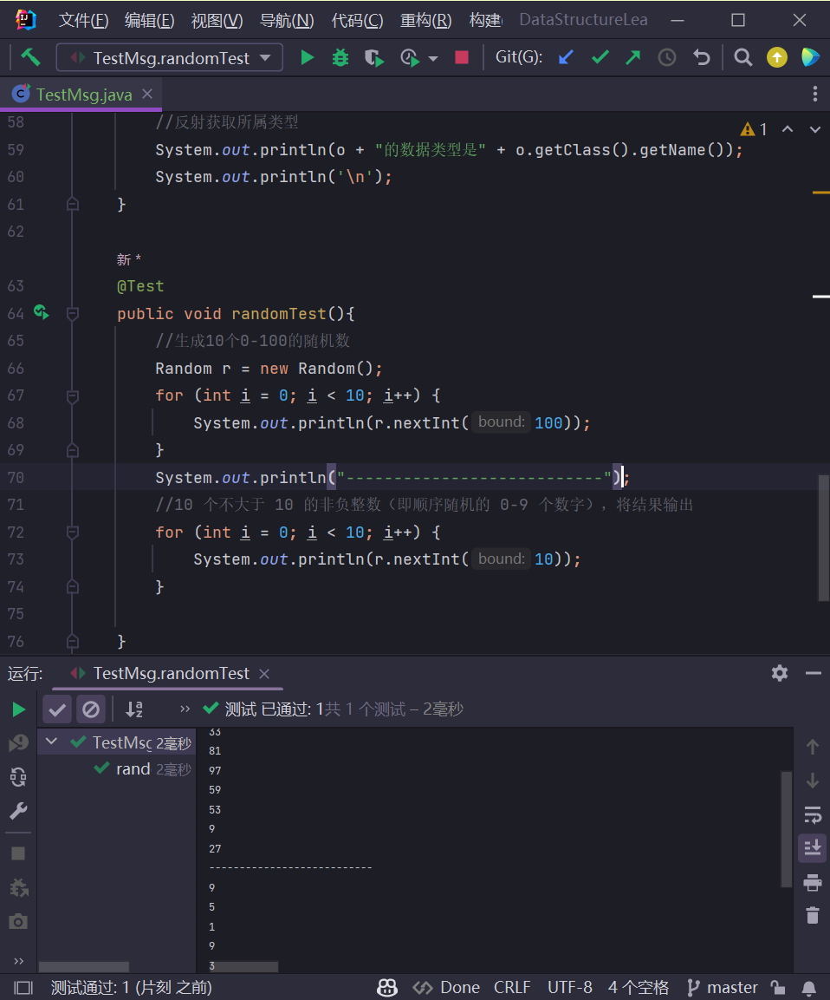 文件(F) 编辑(E) 视图(V) 导航(N) 代码(C) 重构(R) 构建 DataStructureLea
TestMsg.randomTest Git(G):
TestMsg.java
58 //反射获取所属类型
1
59 System.out.println(o + "的数据类型是" + o.getClass().getName());
60 System.out.println('\n');
61 }
62
新 *
63 @Test
64 public void randomTest(){
65 //生成10个0-100的随机数
66 Random r = new Random();
67 for (int i = 0; i < 10; i++) {
68 System.out.println(r.nextInt( bound: 100));
69 }
70 System.out.println("---------------------------");
71 //10 个不大于 10 的非负整数（即顺序随机的 0-9 个数字），将结果输出
72 for (int i = 0; i < 10; i++) {
73 System.out.println(r.nextInt( bound: 10));
74 }
75
76 }
运行: TestMsg.randomTest
测试 已通过: 1共 1 个测试 – 2毫秒
TestMsg 2毫秒
rand 2毫秒
33
81
97
59
53
9
27
---------------------------
9
5
1
9
3
测试通过: 1 (片刻 之前) Done CRLF UTF-8 4 个空格 master